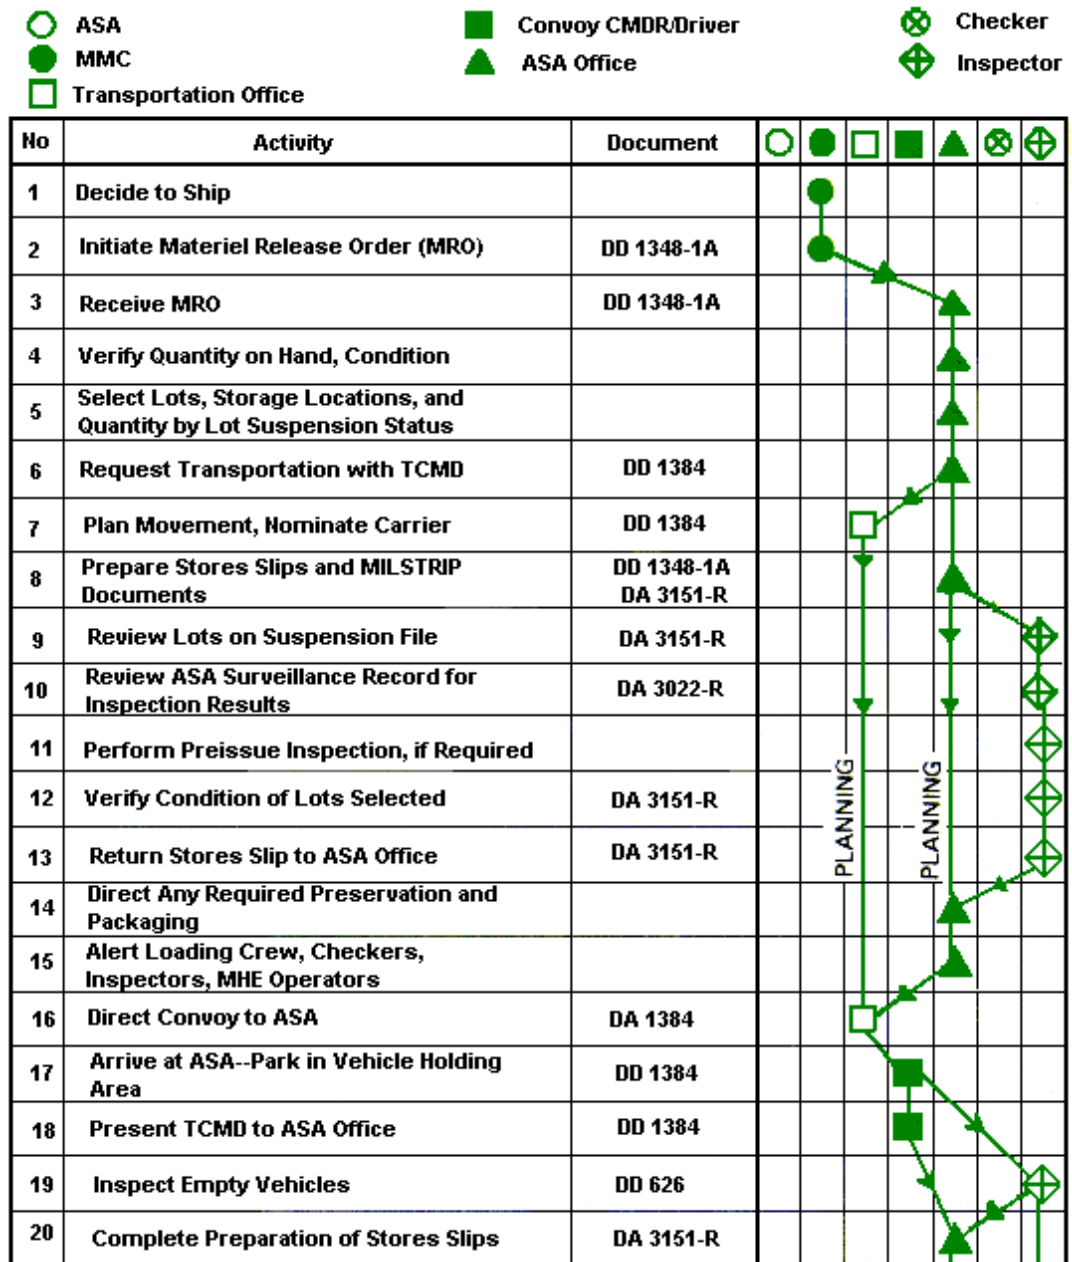 ASA
Convoy CMDR/Driver
Checker
MMC
ASA Office
Inspector
Transportation Office
No Activity Document
1 Decide to Ship
2 Initiate Materiel Release Order (MRO) DD 1348-1A
3 Receive MRO DD 1348-1A
4 Verify Quantity on Hand, Condition
5 Select Lots, Storage Locations, and
Quantity by Lot Suspension Status
6 Request Transportation with TCMD DD 1384
7 Plan Movement, Nominate Carrier DD 1384
8 Prepare Stores Slips and MILSTRIP DD 1348-1A
Documents DA 3151-R
9 Review Lots on Suspension File DA 3151-R
10 Review ASA Surveillance Record for DA 3022-R
Inspection Results
11 Perform Preissue Inspection, if Required
12 Verify Condition of Lots Selected DA 3151-R
13 Return Stores Slip to ASA Office DA 3151-R
PLANNING
PLANNING
14 Direct Any Required Preservation and
Packaging
15 Alert Loading Crew, Checkers,
Inspectors, MHE Operators
16 Direct Convoy to ASA DA 1384
17 Arrive at ASA--Park in Vehicle Holding DD 1384
Area
18 Present TCMD to ASA Office DD 1384
19 Inspect Empty Vehicles DD 626
20 Complete Preparation of Stores Slips DA 3151-R